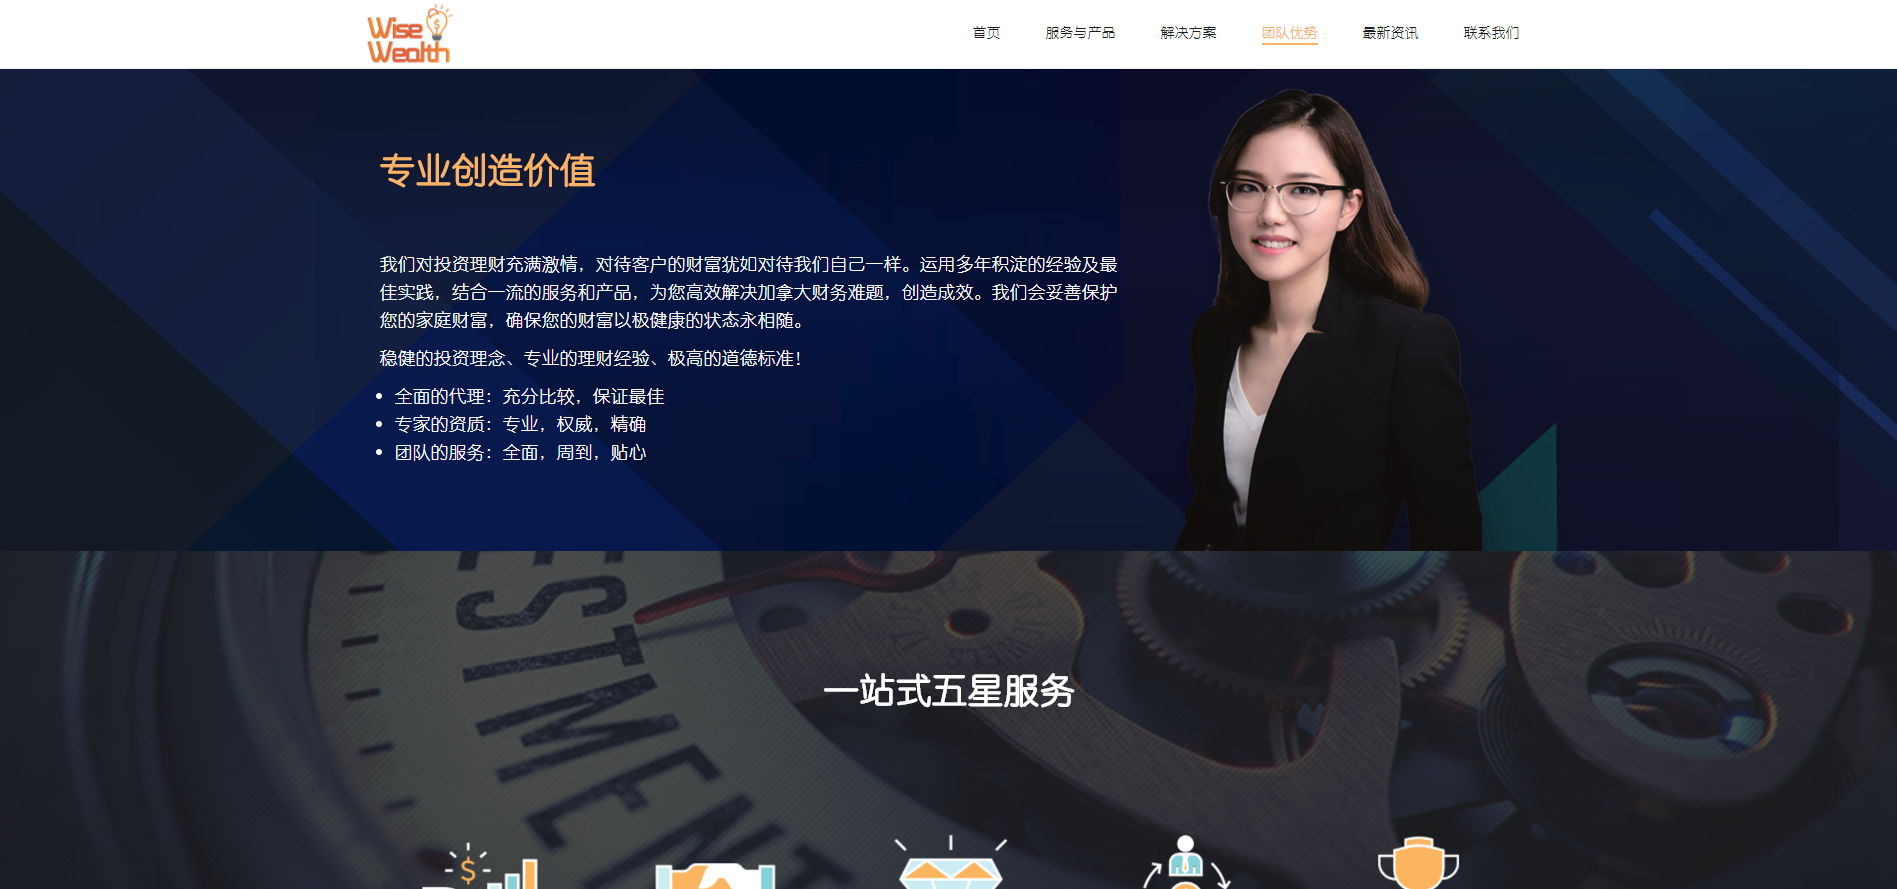 Wise
Wealth
首页 服务与产品 解决方案 团队优势 最新资讯 联系我们
专业创造价值
我们对投资理财充满激情，对待客户的财富犹如对待我们自己一样。运用多年积淀的经验及最
佳实践，结合一流的服务和产品，为您高效解决加拿大财务难题，创造成效。我们会妥善保护
您的家庭财富，确保您的财富以极健康的状态永相随。
稳健的投资理念、专业的理财经验、极高的道德标准！
• 全面的代理：充分比较，保证最佳
• 专家的资质：专业，权威，精确
• 团队的服务：全面，周到，贴心
ESTMENT
一站式五星服务